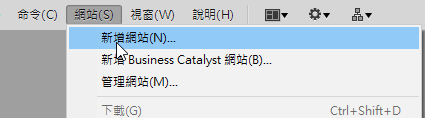 命令(C) 網站(S) 視窗(W) 說明(H)
新增網站(N)...
新增 Business Catalyst 網站(B)...
管理網站(M)...
下載(G) Ctrl+Shift+D